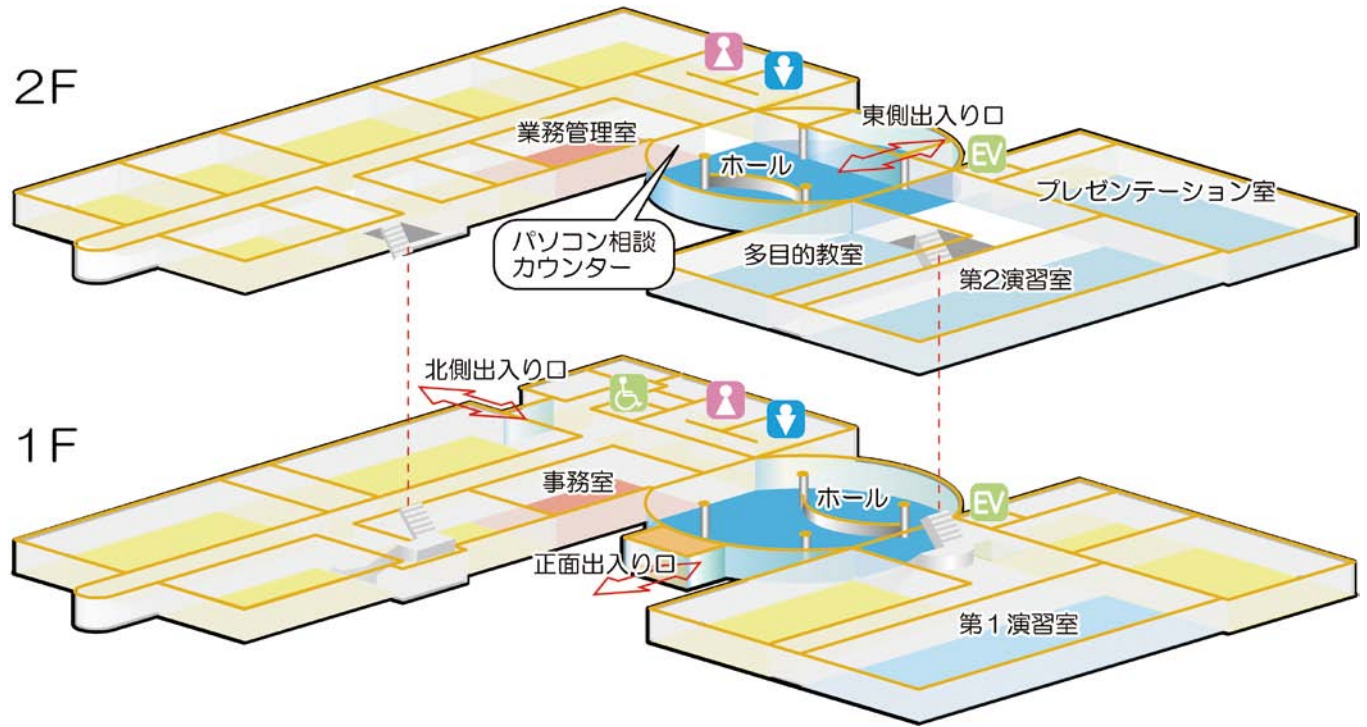 2F
東側出入り口
業務管理室
EV
ホール
プレゼンテーション室
パソコン相談
カウンター
多目的教室
第2演習室
北側出入り口
1F
事務室
ホール
EV
正面出入り口
第1演習室